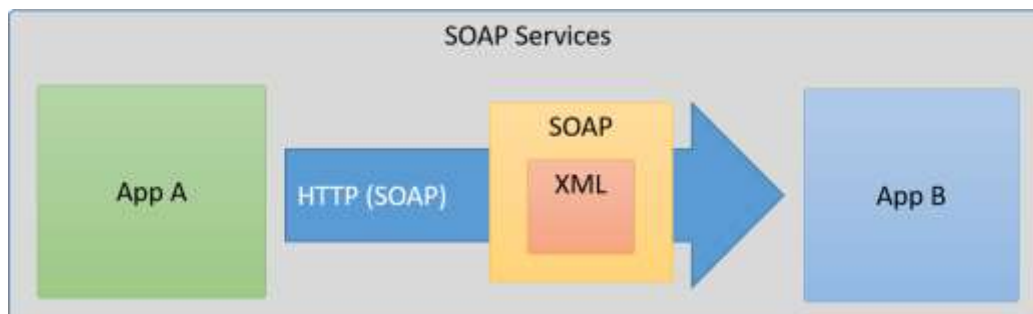 SOAP Services
App A
HTTP (SOAP)
SOAP
XML
App B